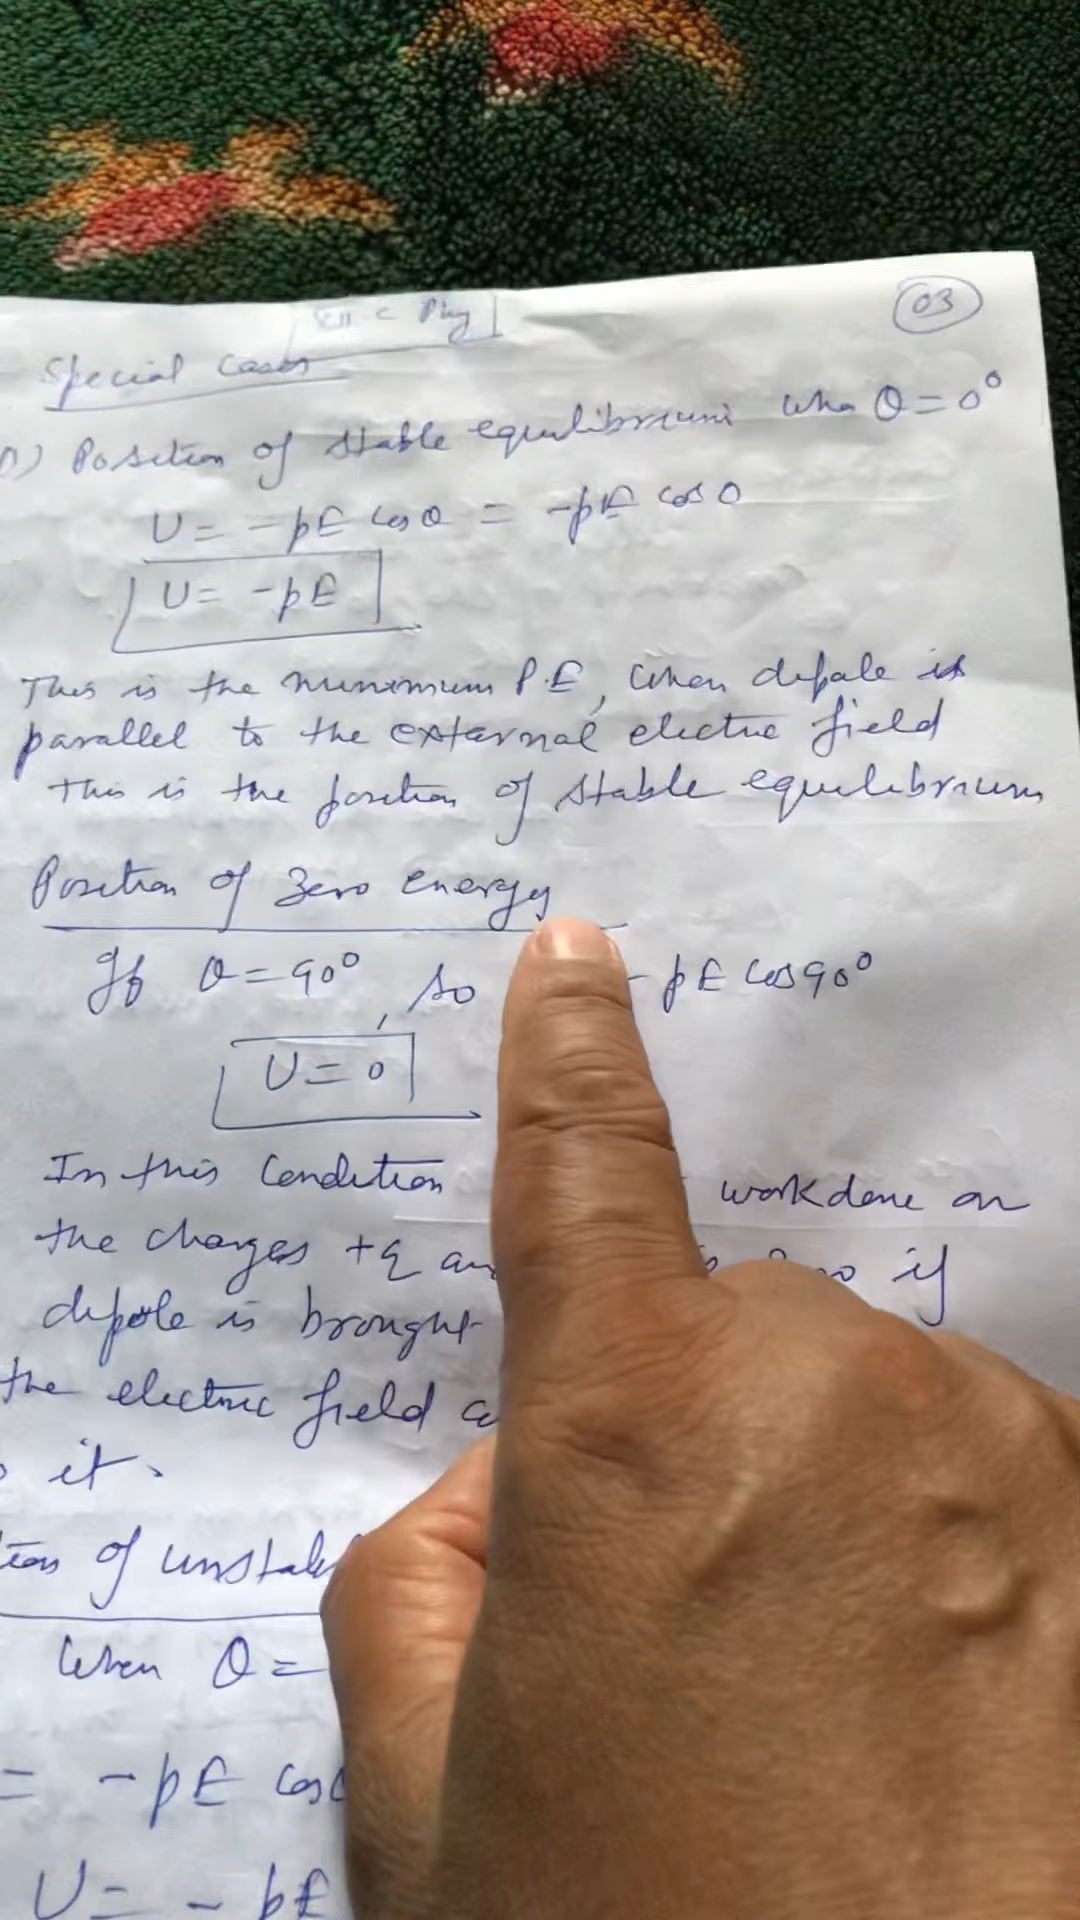 XII C Phy
03
Special Cases
Position of stable equilibrium when θ = 0°
U = -pE cos θ = -pE cos 0
U = -pE
This is the minimum P.E, when dipole is
parallel to the external electric field
This is the position of stable equilibrium
Position of zero energy
If θ = 90°, so - pE cos 90°
U = 0
In this Condition workdone on
the charges +q an if
dipole is brought
the electric field
it.
of unstab
When θ =
= - pE cos
U = - pE